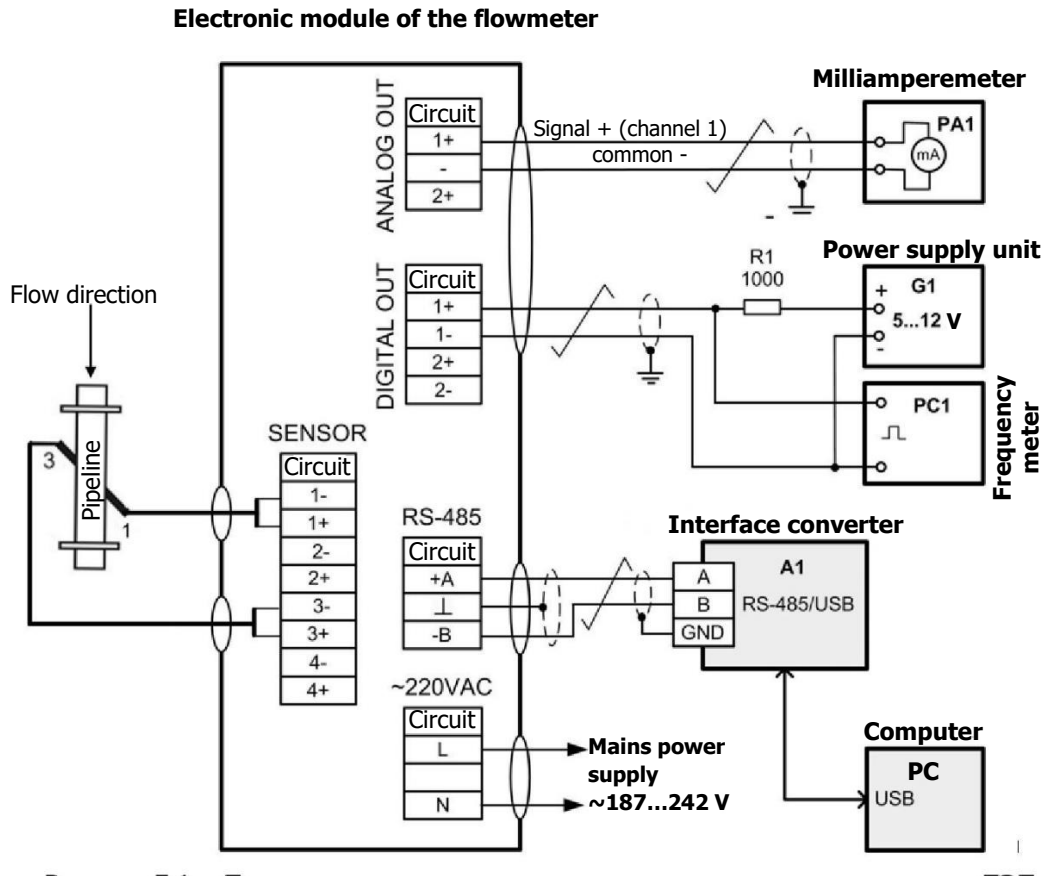 Electronic module of the flowmeter
ANALOG OUT
Circuit
1+
-
2+
Signal + (channel 1)
common -
-
Milliamperemeter
PA1
mA
DIGITAL OUT
Circuit
1+
1-
2+
2-
R1
1000
Power supply unit
G1
+
5...12 V
-
PC1
Frequency
meter
Flow direction
3
Pipeline
1
SENSOR
Circuit
1-
1+
2-
2+
3-
3+
4-
4+
RS-485
Circuit
+A
⊥
-B
Interface converter
A
B
GND
A1
RS-485/USB
~220VAC
Circuit
L
N
Mains power
supply
~187...242 V
Computer
PC
USB